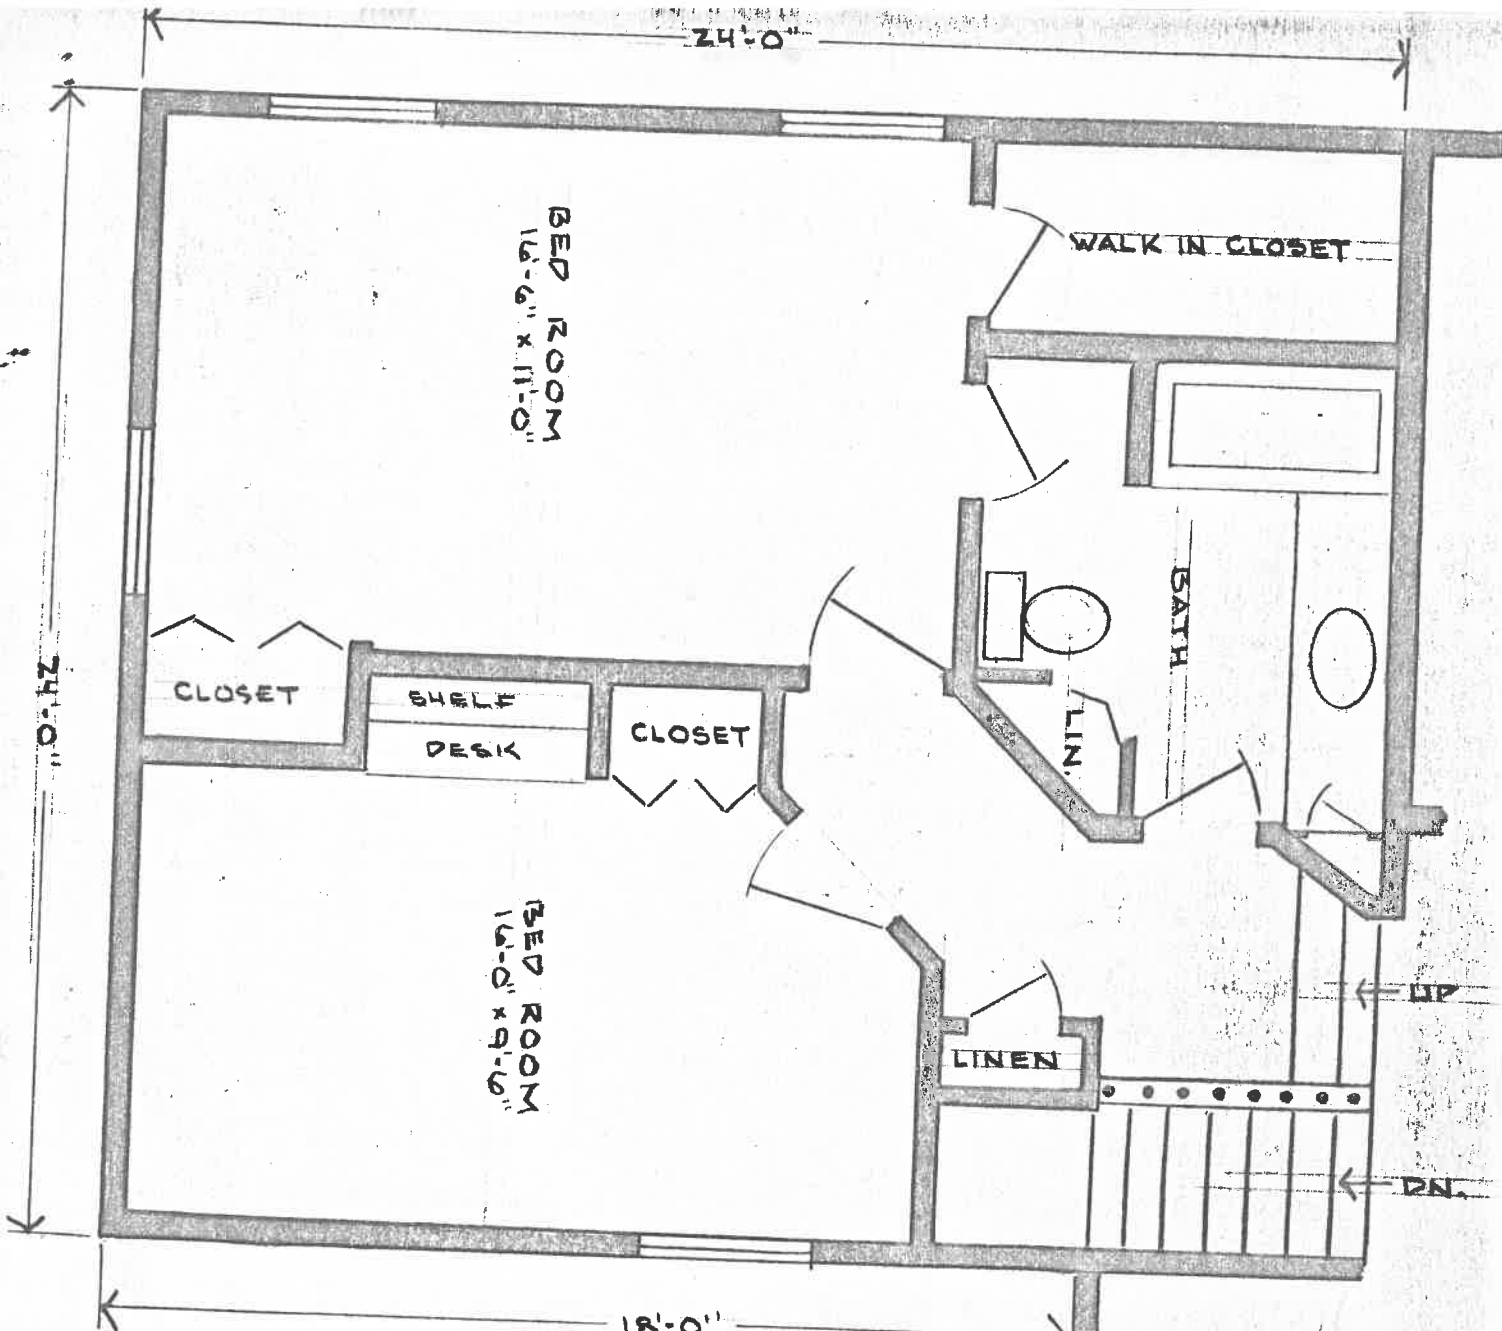 24'-0"
WALK IN CLOSET
BED ROOM
16'-6" x 11'-0"
BATH
24'-0"
CLOSET
SHELF
DESK
CLOSET
LIN.
BED ROOM
16'-0" x 9'-6"
UP
LINEN
DN.
18'-0"